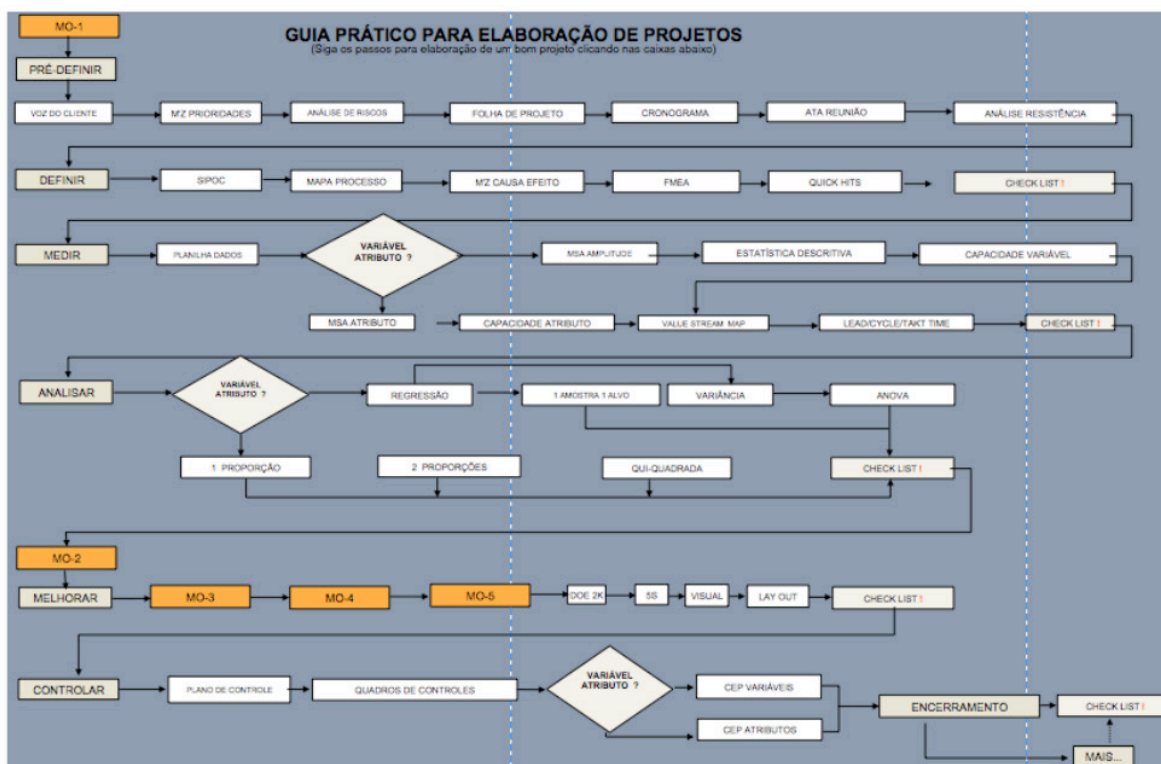 MO-1
GUIA PRÁTICO PARA ELABORAÇÃO DE PROJETOS
(Siga os passos para elaboração de um bom projeto clicando nas caixas abaixo)
PRÉ-DEFINIR
VOZ DO CLIENTE
M'Z PRIORIDADES
ANÁLISE DE RISCOS
FOLHA DE PROJETO
CRONOGRAMA
ATA REUNIÃO
ANÁLISE RESISTÊNCIA
DEFINIR
SIPOC
MAPA PROCESSO
M'Z CAUSA EFEITO
FMEA
QUICK HITS
CHECK LIST !
MEDIR
PLANILHA DADOS
VARIÁVEL
ATRIBUTO ?
MSA AMPLITUDE
ESTATÍSTICA DESCRITIVA
CAPACIDADE VARIÁVEL
MSA ATRIBUTO
CAPACIDADE ATRIBUTO
VALUE STREAM MAP
LEAD/CYCLE/TAKT TIME
CHECK LIST !
ANALISAR
VARIÁVEL
ATRIBUTO ?
REGRESSÃO
1 AMOSTRA 1 ALVO
VARIÂNCIA
ANOVA
1 PROPORÇÃO
2 PROPORÇÕES
QUI-QUADRADA
CHECK LIST !
MO-2
MELHORAR
MO-3
MO-4
MO-5
DOE 2K
5S
VISUAL
LAY OUT
CHECK LIST !
CONTROLAR
PLANO DE CONTROLE
QUADROS DE CONTROLES
VARIÁVEL
ATRIBUTO ?
CEP VARIÁVEIS
CEP ATRIBUTOS
ENCERRAMENTO
CHECK LIST !
MAIS...